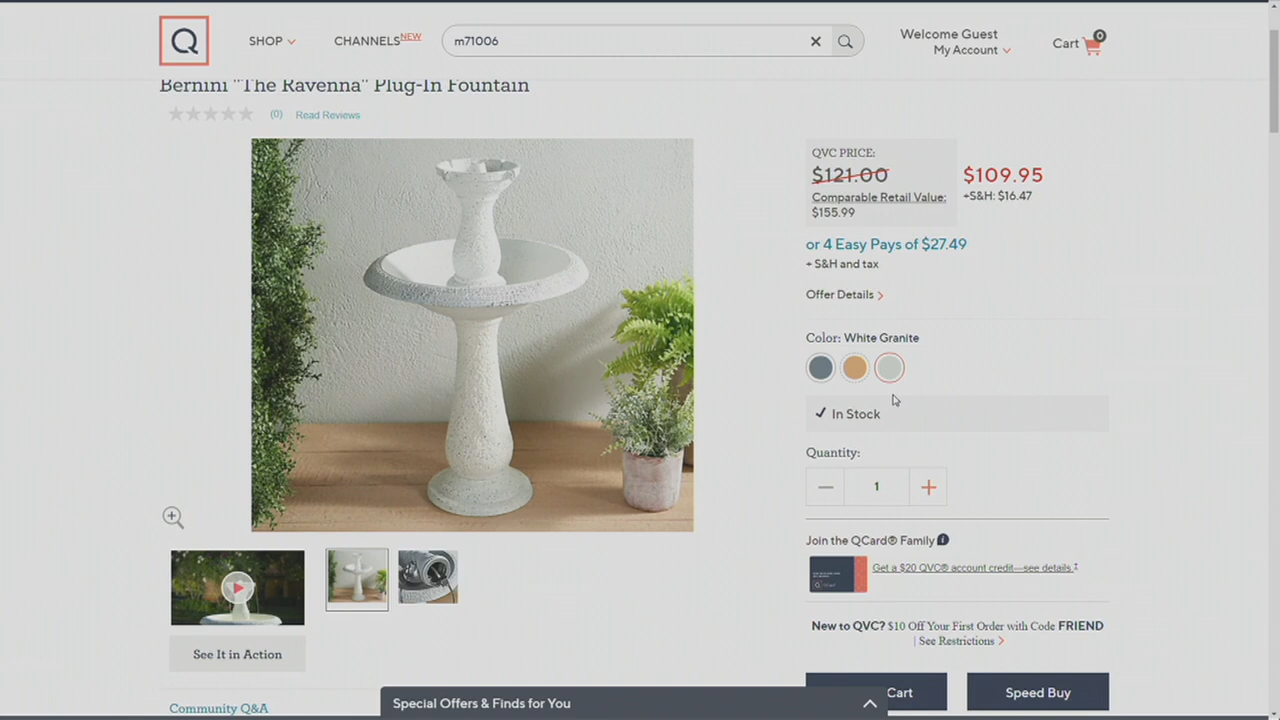 Q
SHOP
CHANNELS NEW
m71006
Welcome Guest
My Account
Cart
0
Bernini "The Ravenna" Plug-In Fountain
(0) Read Reviews
QVC PRICE:
$121.00
Comparable Retail Value:
$155.99
$109.95
+S&H: $16.47
or 4 Easy Pays of $27.49
+ S&H and tax
Offer Details
Color: White Granite
In Stock
Quantity:
1
Join the QCard® Family
Get a $20 QVC® account credit—see details.‡
New to QVC? $10 Off Your First Order with Code FRIEND
| See Restrictions
Cart
Speed Buy
See It in Action
Community Q&A
Special Offers & Finds for You